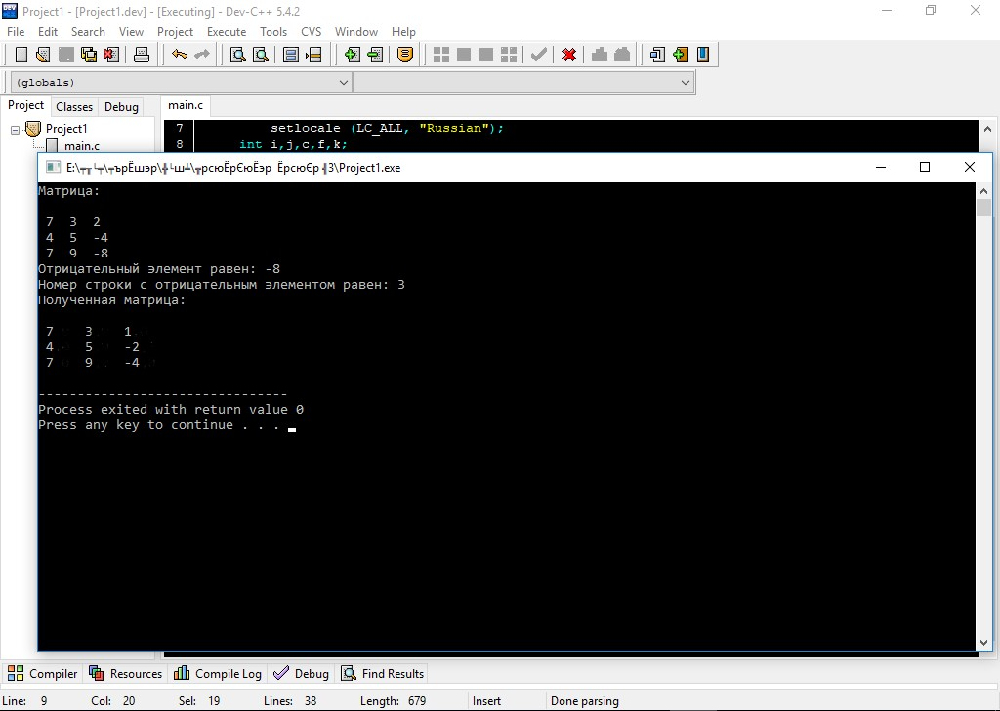 Project1 - [Project1.dev] - [Executing] - Dev-C++ 5.4.2
File Edit Search View Project Execute Tools CVS Window Help
(globals)
Project Classes Debug
main.c
Project1
main.c
7 setlocale (LC_ALL, "Russian");
8 int i,j,c,f,k;
Матрица:
7 3 2
4 5 -4
7 9 -8
Отрицательный элемент равен: -8
Номер строки с отрицательным элементом равен: 3
Полученная матрица:
7 3 1
4 5 -2
7 9 -4
--------------------------------
Process exited with return value 0
Press any key to continue . . .
Compiler Resources Compile Log Debug Find Results
Line: 9 Col: 20 Sel: 19 Lines: 38 Length: 679 Insert Done parsing